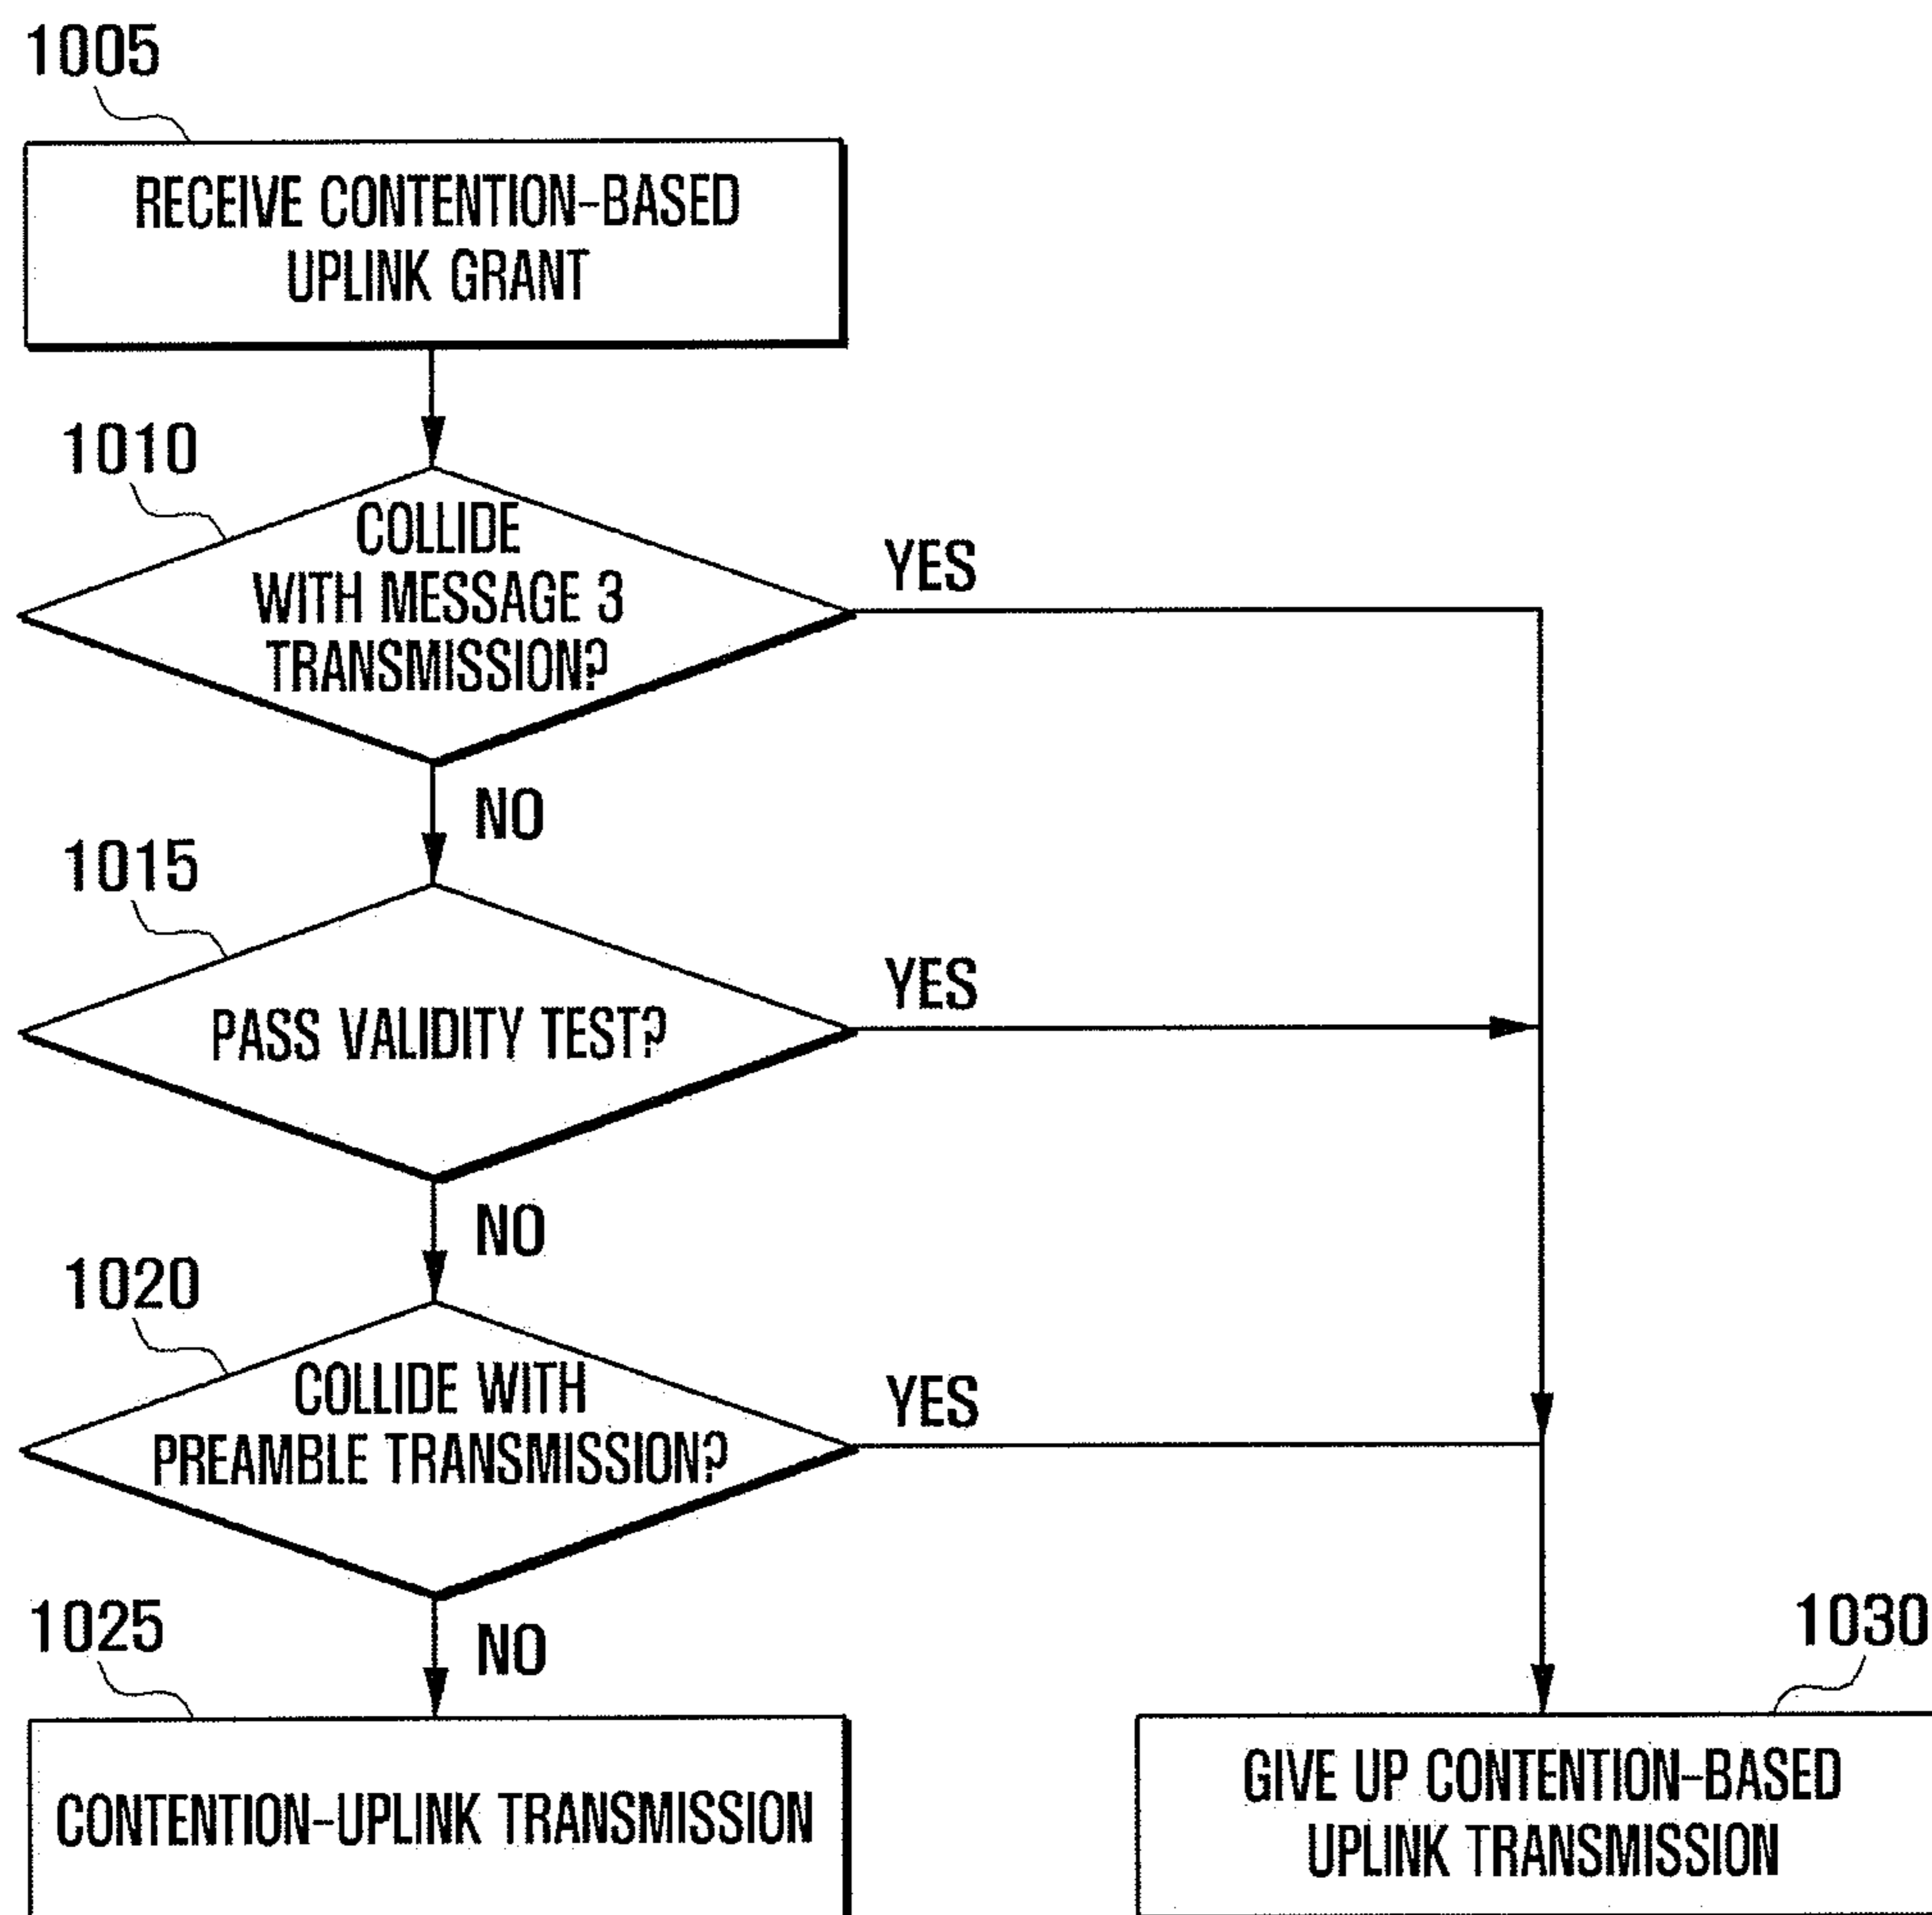 1005
RECEIVE CONTENTION-BASED
UPLINK GRANT
1010
COLLIDE
WITH MESSAGE 3
TRANSMISSION?
YES
NO
1015
PASS VALIDITY TEST?
YES
NO
1020
COLLIDE WITH
PREAMBLE TRANSMISSION?
YES
NO
1025
CONTENTION-UPLINK TRANSMISSION
1030
GIVE UP CONTENTION-BASED
UPLINK TRANSMISSION